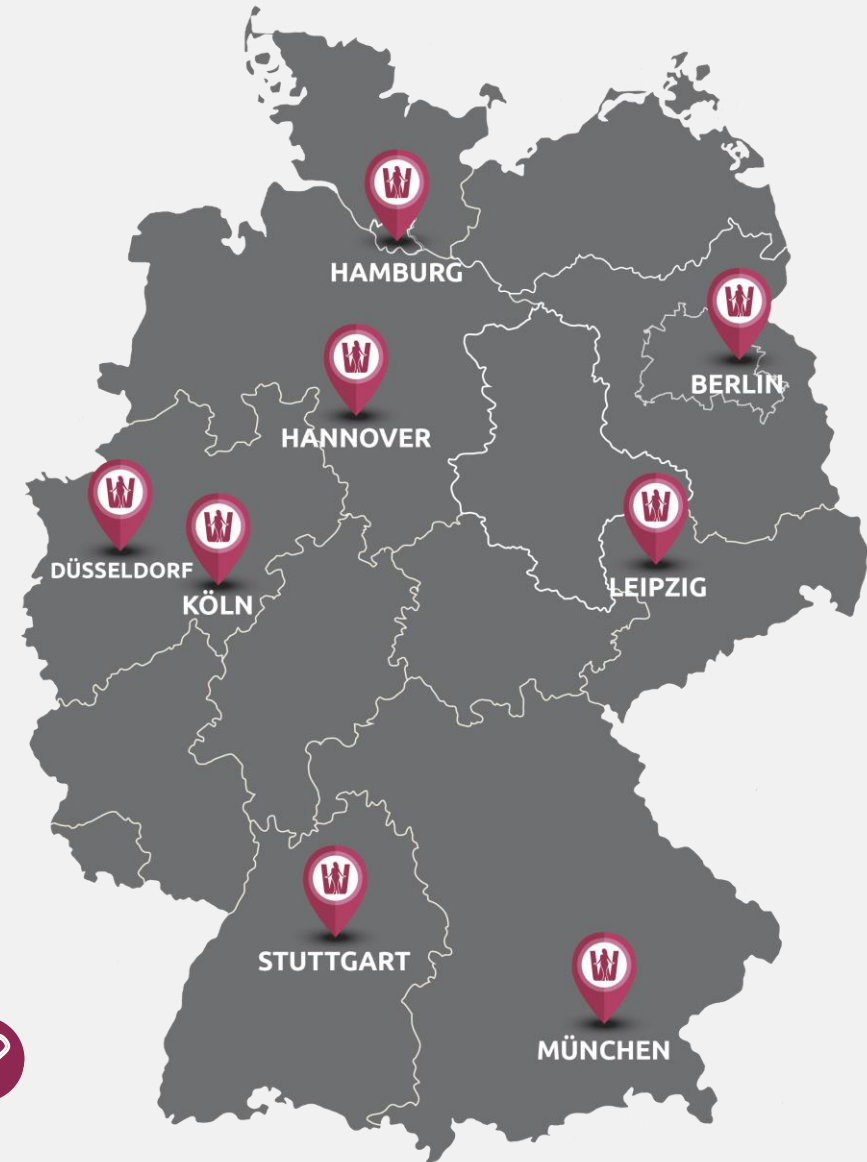 HAMBURG
BERLIN
HANNOVER
DÜSSELDORF
KÖLN
LEIPZIG
STUTTGART
MÜNCHEN